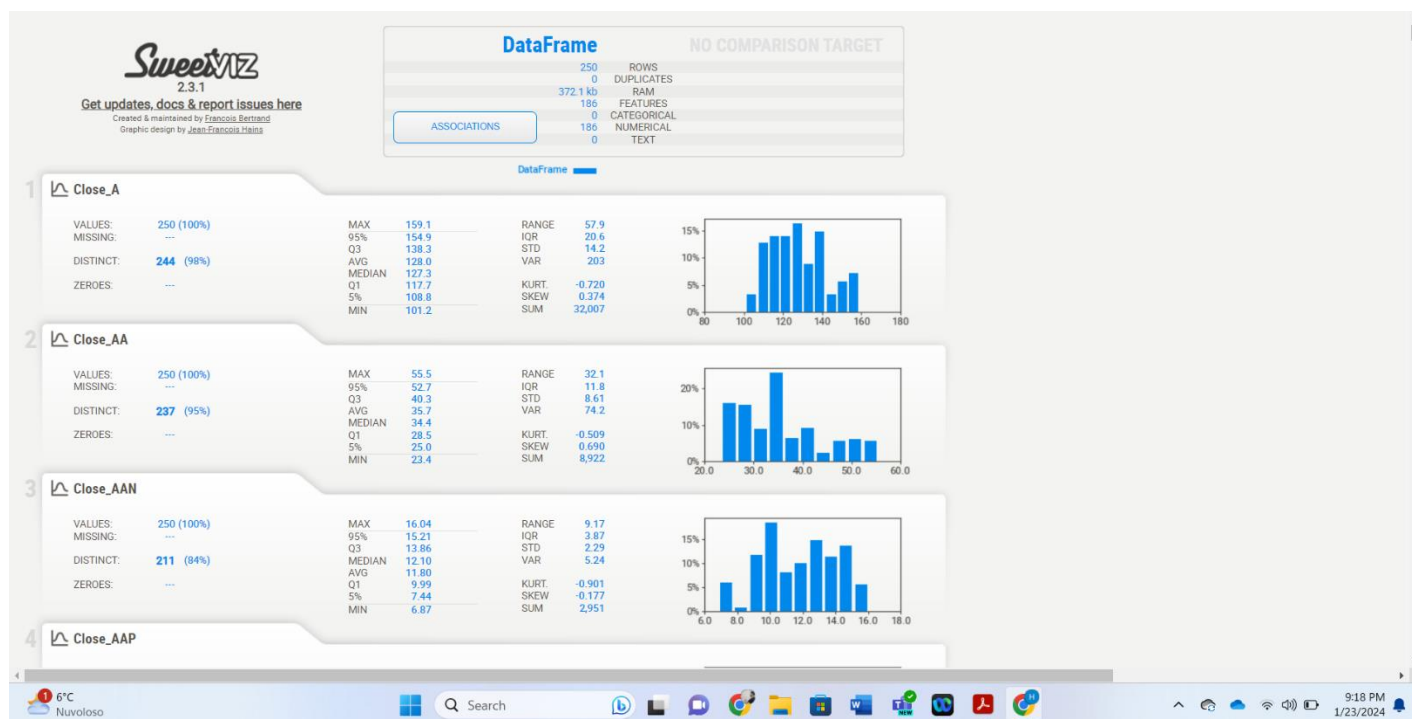 SweetVIZ
2.3.1
Get updates, docs & report issues here
Created & maintained by Francois Bertrand
Graphic design by Jean-Francois Hains
DataFrame
NO COMPARISON TARGET
250 ROWS
0 DUPLICATES
372.1 kb RAM
186 FEATURES
0 CATEGORICAL
186 NUMERICAL
0 TEXT
ASSOCIATIONS
DataFrame
1 Close_A
VALUES: 250 (100%)
MISSING: ---
DISTINCT: 244 (98%)
ZEROES: ---
MAX 159.1
95% 154.9
Q3 138.3
AVG 128.0
MEDIAN 127.3
Q1 117.7
5% 108.8
MIN 101.2
RANGE 57.9
IQR 20.6
STD 14.2
VAR 203
KURT. -0.720
SKEW 0.374
SUM 32,007
15%
10%
5%
0%
80 100 120 140 160 180
2 Close_AA
VALUES: 250 (100%)
MISSING: ---
DISTINCT: 237 (95%)
ZEROES: ---
MAX 55.5
95% 52.7
Q3 40.3
AVG 35.7
MEDIAN 34.4
Q1 28.5
5% 25.0
MIN 23.4
RANGE 32.1
IQR 11.8
STD 8.61
VAR 74.2
KURT. -0.509
SKEW 0.690
SUM 8,922
20%
10%
0%
20.0 30.0 40.0 50.0 60.0
3 Close_AAN
VALUES: 250 (100%)
MISSING: ---
DISTINCT: 211 (84%)
ZEROES: ---
MAX 16.04
95% 15.21
Q3 13.86
MEDIAN 12.10
AVG 11.80
Q1 9.99
5% 7.44
MIN 6.87
RANGE 9.17
IQR 3.87
STD 2.29
VAR 5.24
KURT. -0.901
SKEW -0.177
SUM 2,951
15%
10%
5%
0%
6.0 8.0 10.0 12.0 14.0 16.0 18.0
4 Close_AAP
1
6°C
Nuvoloso
Search
NEW
H
9:18 PM
1/23/2024